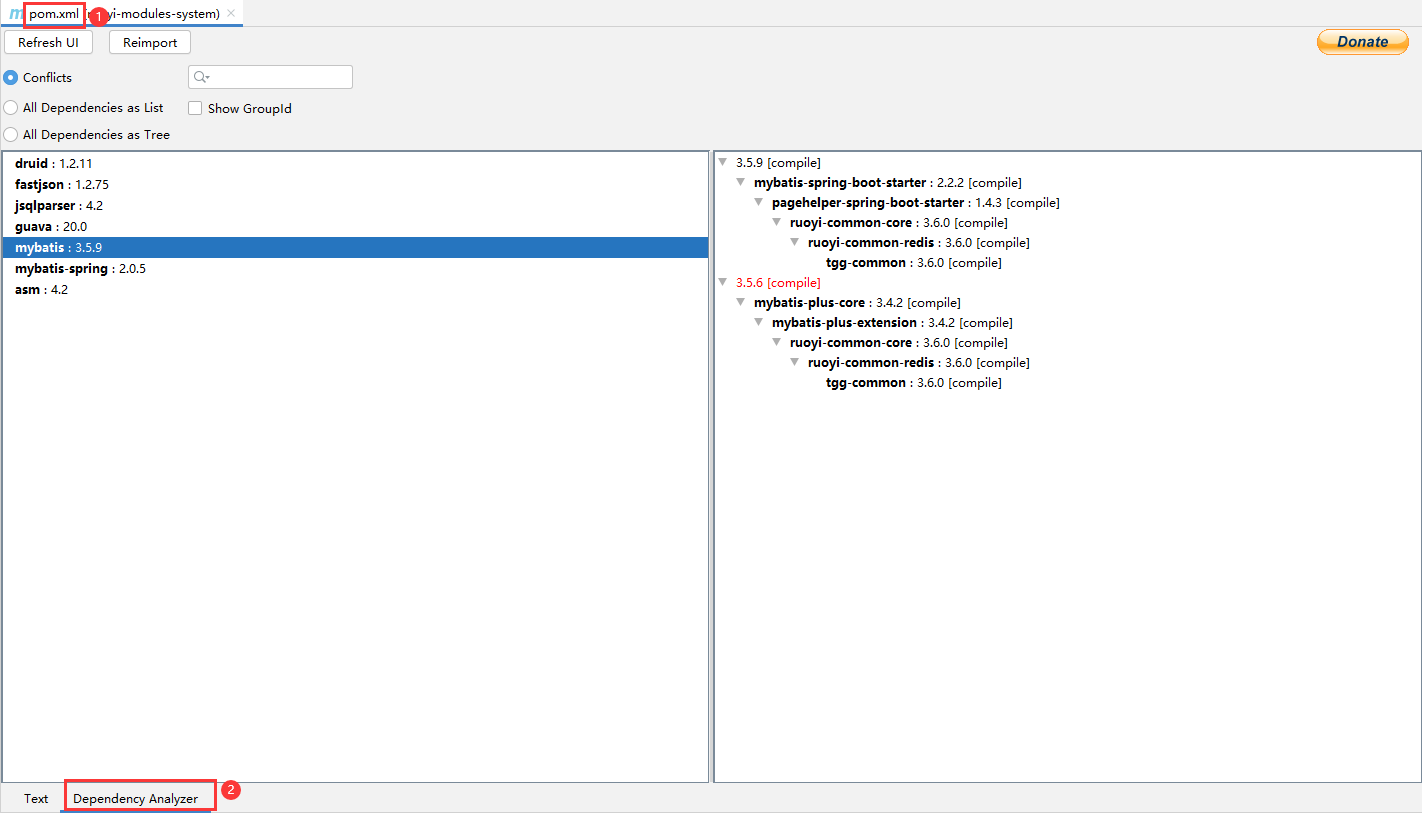 m pom.xml (ruoyi-modules-system) ×
1
Refresh UI
Reimport
Donate
Conflicts
All Dependencies as List
Show GroupId
All Dependencies as Tree
druid : 1.2.11
fastjson : 1.2.75
jsqlparser : 4.2
guava : 20.0
mybatis : 3.5.9
mybatis-spring : 2.0.5
asm : 4.2
3.5.9 [compile]
mybatis-spring-boot-starter : 2.2.2 [compile]
pagehelper-spring-boot-starter : 1.4.3 [compile]
ruoyi-common-core : 3.6.0 [compile]
ruoyi-common-redis : 3.6.0 [compile]
tgg-common : 3.6.0 [compile]
3.5.6 [compile]
mybatis-plus-core : 3.4.2 [compile]
mybatis-plus-extension : 3.4.2 [compile]
ruoyi-common-core : 3.6.0 [compile]
ruoyi-common-redis : 3.6.0 [compile]
tgg-common : 3.6.0 [compile]
Text
Dependency Analyzer
2